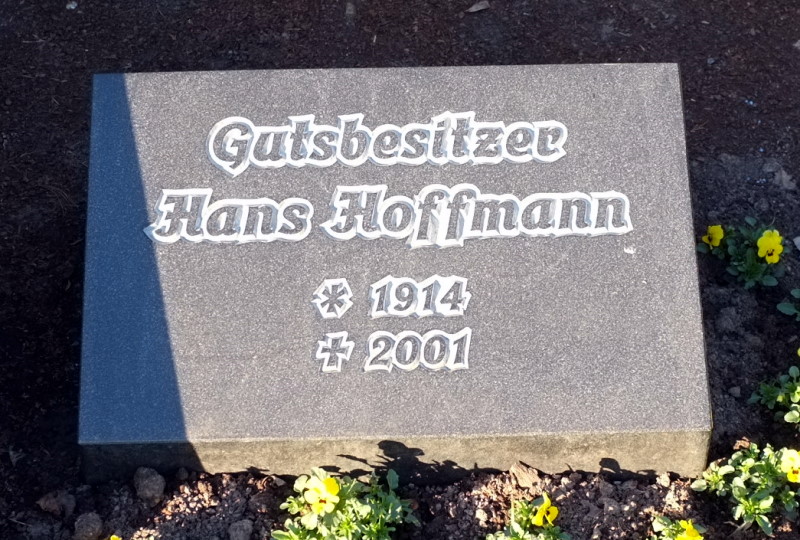 Gutsbesitzer
Hans Hoffmann
* 1914
✝ 2001